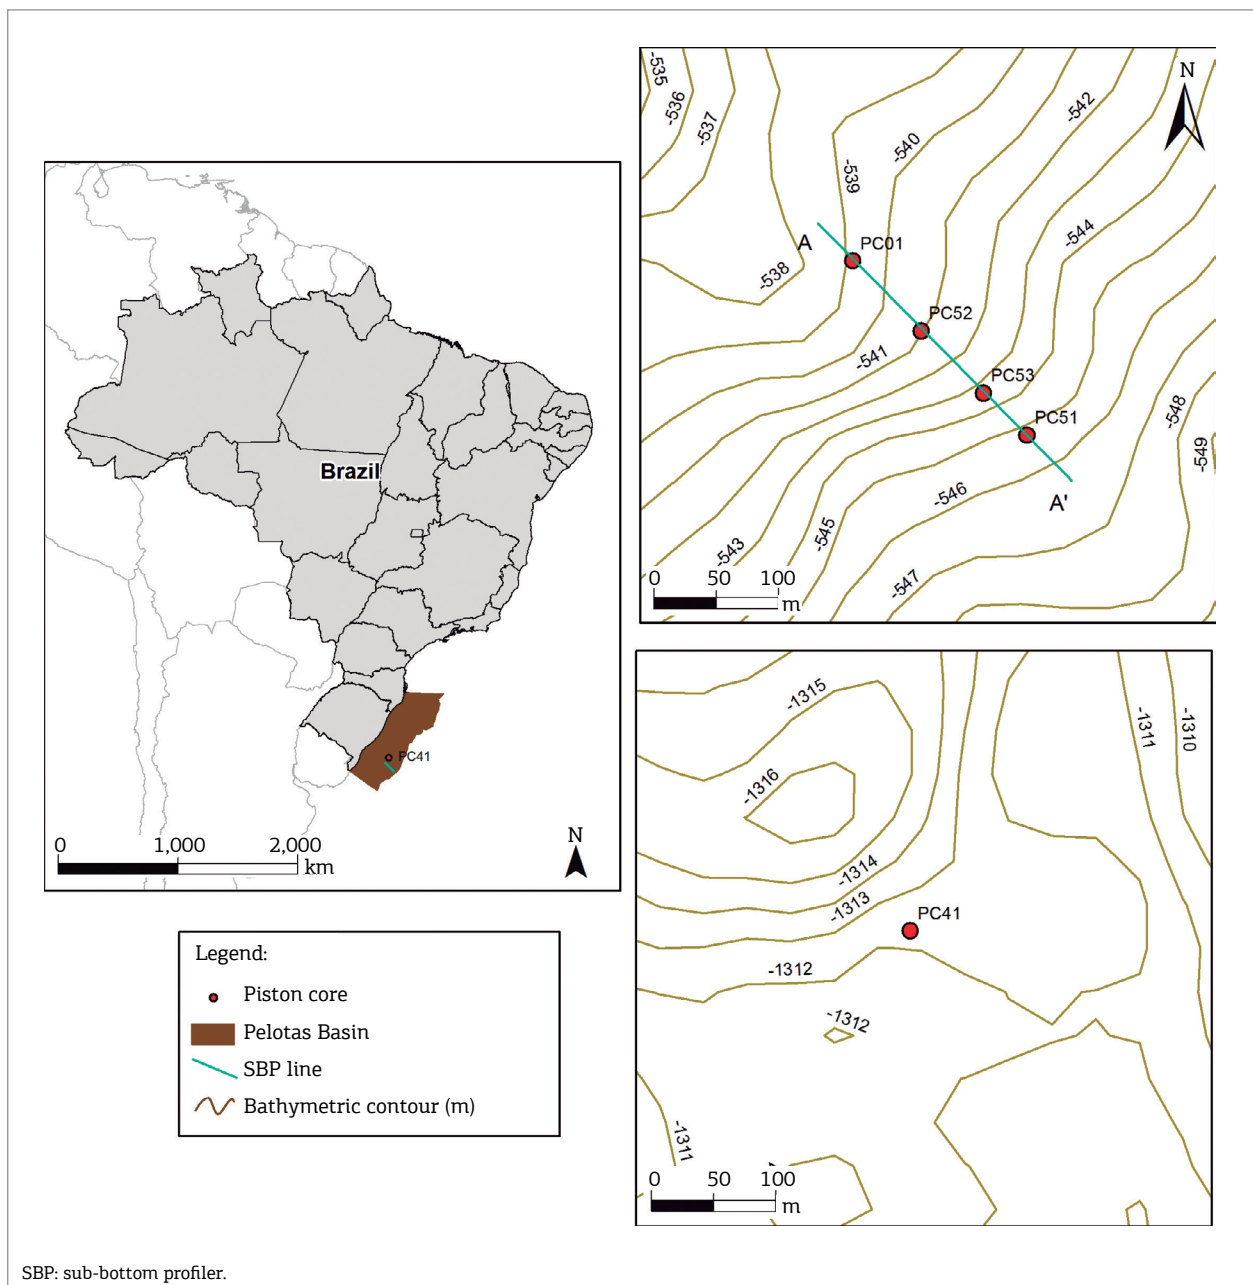 Brazil
PC41
0
1,000
2,000
km
N
-535
-536
-537
-538
-539
-540
-541
-542
-543
-544
-545
-546
-547
-548
-549
N
A
PC01
PC52
PC53
PC51
A'
0
50
100
m
-1315
-1316
-1314
-1313
-1312
-1312
-1311
-1310
-1311
PC41
0
50
100
m
Legend:
Piston core
Pelotas Basin
SBP line
Bathymetric contour (m)
SBP: sub-bottom profiler.